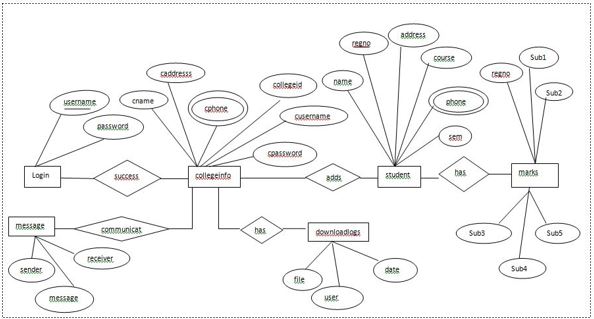 address
regno
course
Sub1
caddresss
regno
collegeid
name
Sub2
username
cname
cphone
phone
cusername
password
sem
cpassword
Login
success
collegeinfo
adds
student
has
marks
message
communicat
has
downloadlogs
Sub3
Sub5
receiver
sender
Sub4
date
file
message
user